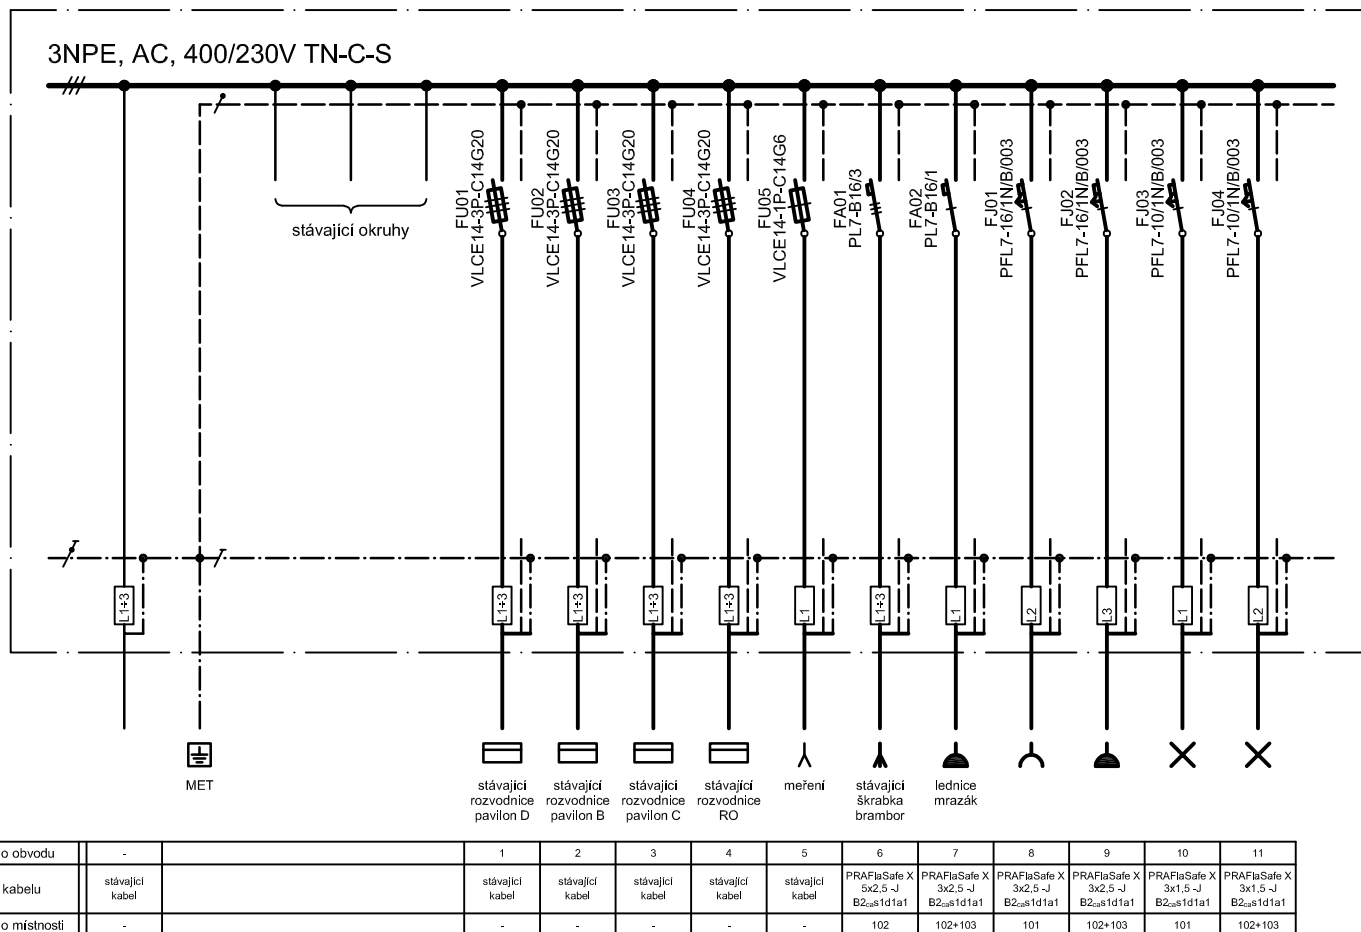 3NPE, AC, 400/230V TN-C-S
stávající okruhy
FU01
VLCE14-3P-C14G20
FU02
VLCE14-3P-C14G20
FU03
VLCE14-3P-C14G20
FU04
VLCE14-3P-C14G20
FU05
VLCE14-1P-C14G6
FA01
PL7-B16/3
FA02
PL7-B16/1
FJ01
PFL7-16/1N/B/003
FJ02
PFL7-16/1N/B/003
FJ03
PFL7-10/1N/B/003
FJ04
PFL7-10/1N/B/003
L1÷3
L1÷3
L1÷3
L1÷3
L1÷3
L1
L1÷3
L1
L2
L3
L1
L2
MET
stávající
rozvodnice
pavilon D
stávající
rozvodnice
pavilon B
stávající
rozvodnice
pavilon C
stávající
rozvodnice
RO
meření
stávající
škrabka
brambor
lednice
mrazák
o obvodu - 1 2 3 4 5 6 7 8 9 10 11
kabelu
stávající
kabel
stávající
kabel
stávající
kabel
stávající
kabel
stávající
kabel
stávající
kabel
PRAFlaSafe X
5x2,5 -J
B2cas1d1a1
PRAFlaSafe X
3x2,5 -J
B2cas1d1a1
PRAFlaSafe X
3x2,5 -J
B2cas1d1a1
PRAFlaSafe X
3x2,5 -J
B2cas1d1a1
PRAFlaSafe X
3x1,5 -J
B2cas1d1a1
PRAFlaSafe X
3x1,5 -J
B2cas1d1a1
o místnosti - - - - - - 102 102+103 101 102+103 101 102+103